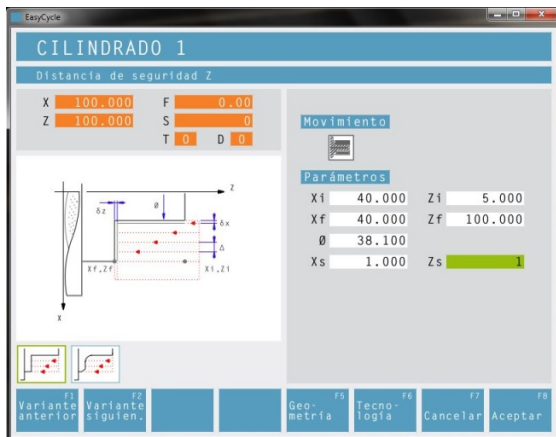 EasyCycle
CILINDRADO 1
Distancia de seguridad Z
X 100.000 F 0.00
Z 100.000 S 0
T 0 D 0
Movimiento
Parámetros
Xi 40.000 Zi 5.000
Xf 40.000 Zf 100.000
Ø 38.100
Xs 1.000 Zs 1
Z
δz
Ø
δx
Δ
Xf,Zf
Xi,Zi
X
F1 Variante anterior
F2 Variante siguien.
F5 Geo-metría
F6 Tecno-logía
F7 Cancelar
F8 Aceptar